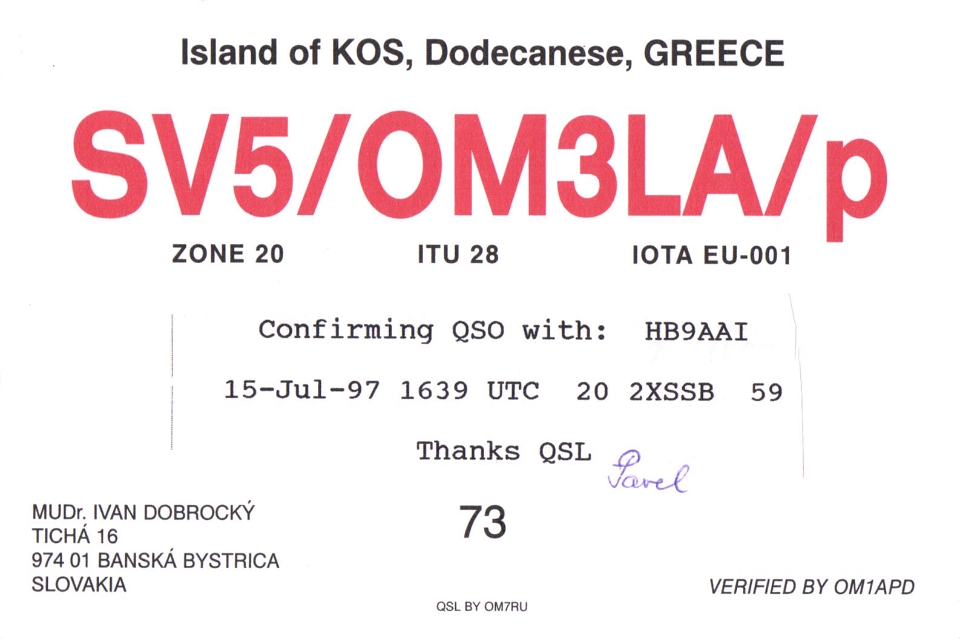 Island of KOS, Dodecanese, GREECE
SV5/OM3LA/p
ZONE 20 ITU 28 IOTA EU-001
Confirming QSO with: HB9AAI
15-Jul-97 1639 UTC 20 2XSSB 59
Thanks QSL Pavel
73
MUDr. IVAN DOBROCKÝ
TICHÁ 16
974 01 BANSKÁ BYSTRICA
SLOVAKIA
VERIFIED BY OM1APD
QSL BY OM7RU